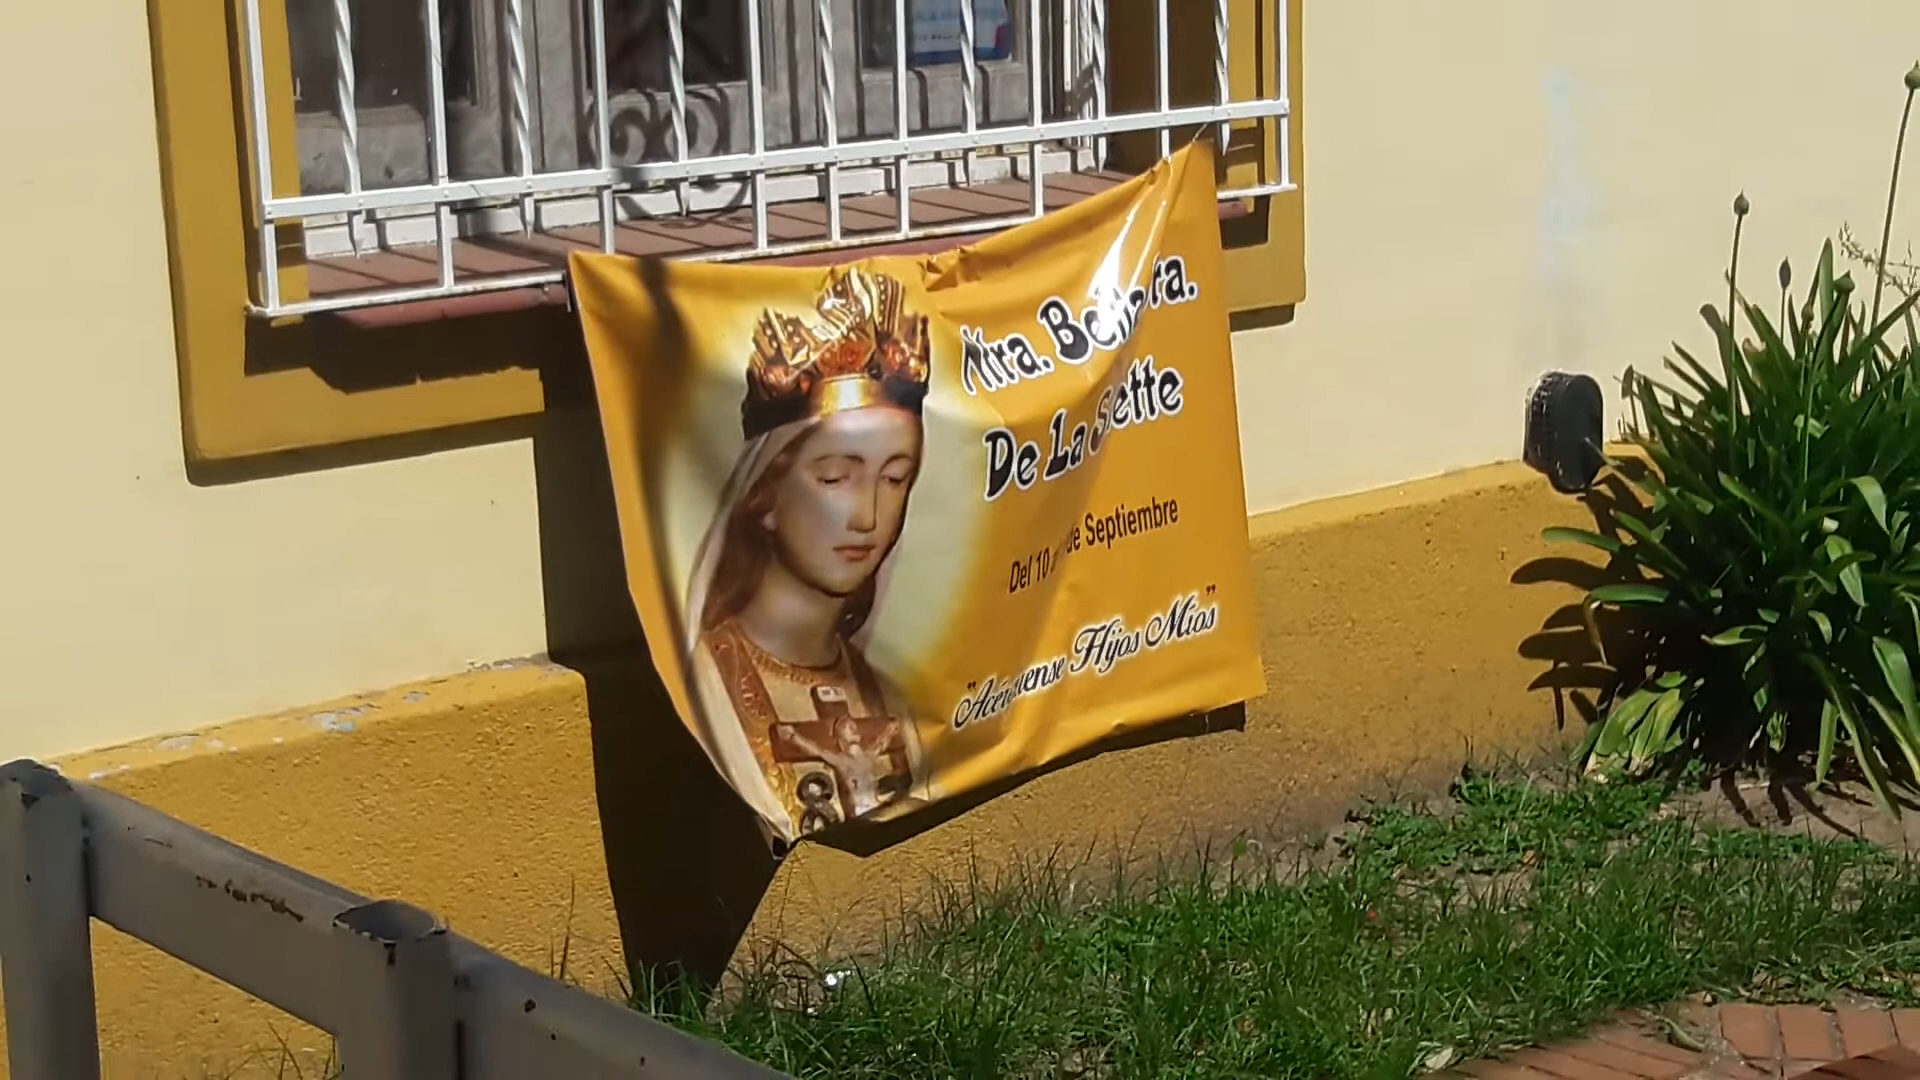 Ntra. Señora.
De La Salette
Del 10 de Septiembre
"Acérquense Hijos Míos"